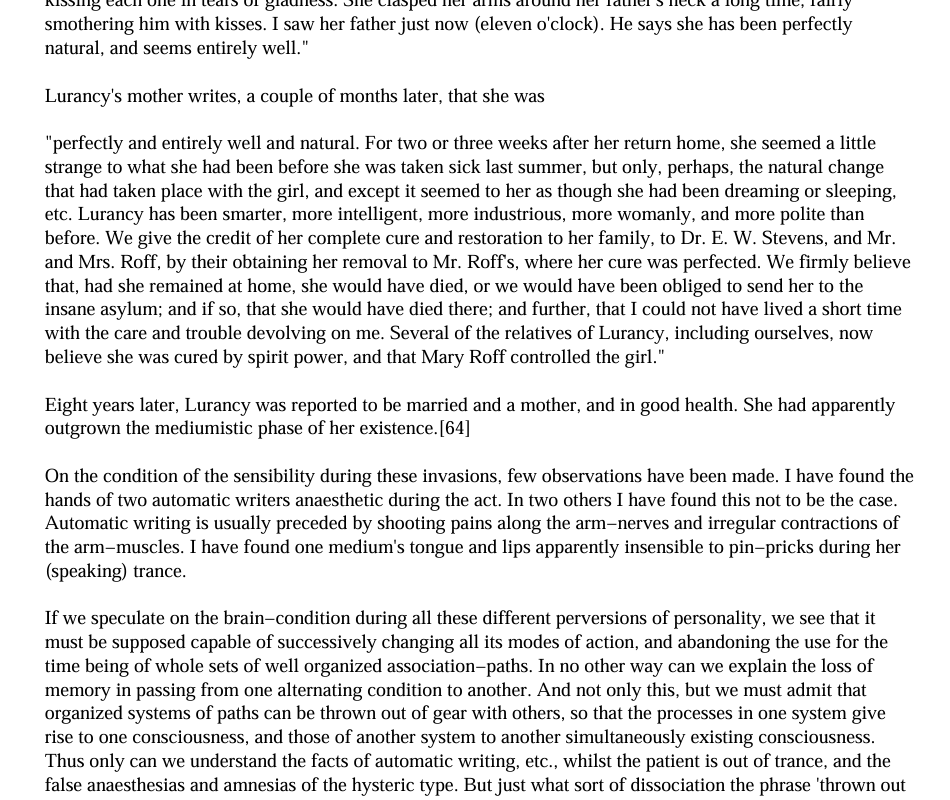 kissing each one in tears of gladness. She clasped her arms around her father's neck a long time, fairly
smothering him with kisses. I saw her father just now (eleven o'clock). He says she has been perfectly
natural, and seems entirely well."
Lurancy's mother writes, a couple of months later, that she was
"perfectly and entirely well and natural. For two or three weeks after her return home, she seemed a little
strange to what she had been before she was taken sick last summer, but only, perhaps, the natural change
that had taken place with the girl, and except it seemed to her as though she had been dreaming or sleeping,
etc. Lurancy has been smarter, more intelligent, more industrious, more womanly, and more polite than
before. We give the credit of her complete cure and restoration to her family, to Dr. E. W. Stevens, and Mr.
and Mrs. Roff, by their obtaining her removal to Mr. Roff's, where her cure was perfected. We firmly believe
that, had she remained at home, she would have died, or we would have been obliged to send her to the
insane asylum; and if so, that she would have died there; and further, that I could not have lived a short time
with the care and trouble devolving on me. Several of the relatives of Lurancy, including ourselves, now
believe she was cured by spirit power, and that Mary Roff controlled the girl."
Eight years later, Lurancy was reported to be married and a mother, and in good health. She had apparently
outgrown the mediumistic phase of her existence.[64]
On the condition of the sensibility during these invasions, few observations have been made. I have found the
hands of two automatic writers anaesthetic during the act. In two others I have found this not to be the case.
Automatic writing is usually preceded by shooting pains along the arm−nerves and irregular contractions of
the arm−muscles. I have found one medium's tongue and lips apparently insensible to pin−pricks during her
(speaking) trance.
If we speculate on the brain−condition during all these different perversions of personality, we see that it
must be supposed capable of successively changing all its modes of action, and abandoning the use for the
time being of whole sets of well organized association−paths. In no other way can we explain the loss of
memory in passing from one alternating condition to another. And not only this, but we must admit that
organized systems of paths can be thrown out of gear with others, so that the processes in one system give
rise to one consciousness, and those of another system to another simultaneously existing consciousness.
Thus only can we understand the facts of automatic writing, etc., whilst the patient is out of trance, and the
false anaesthesias and amnesias of the hysteric type. But just what sort of dissociation the phrase 'thrown out